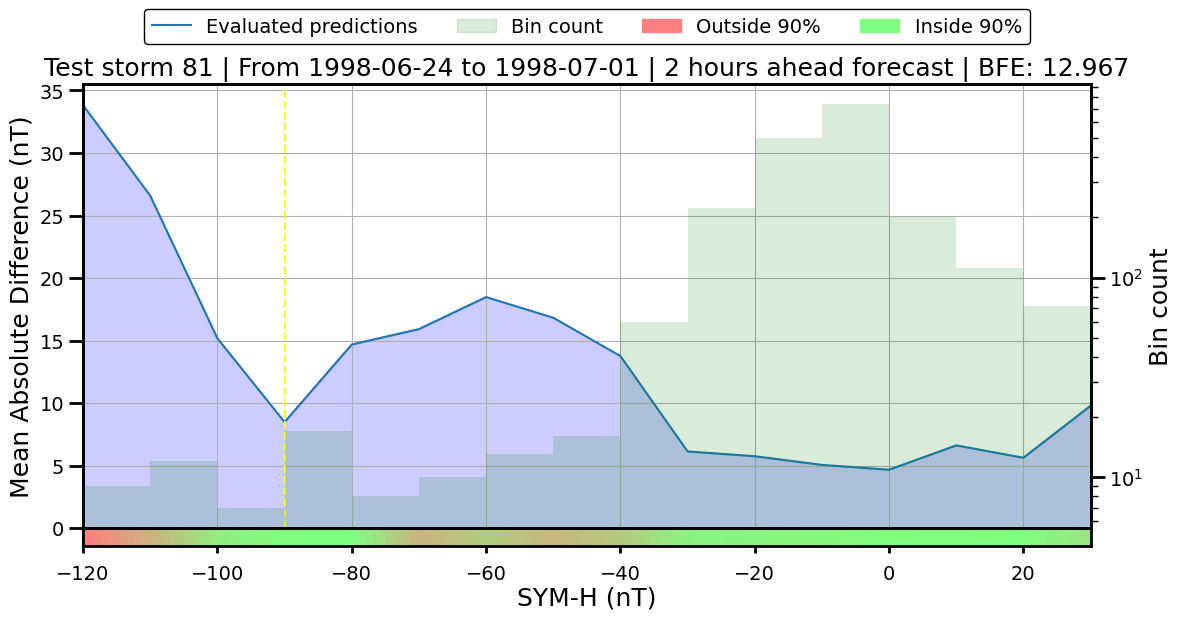 Evaluated predictions Bin count Outside 90% Inside 90%
Test storm 81 | From 1998-06-24 to 1998-07-01 | 2 hours ahead forecast | BFE: 12.967
Mean Absolute Difference (nT)
35
30
25
20
15
10
5
0
10²
10¹
Bin count
−120 −100 −80 −60 −40 −20 0 20
SYM-H (nT)